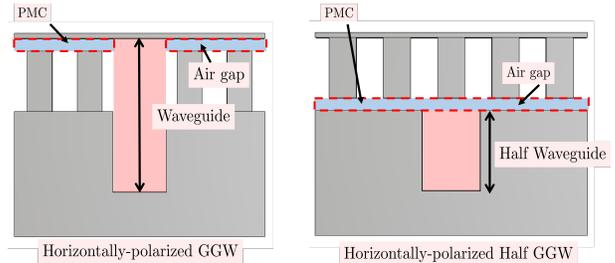 PMC
Air gap
Waveguide
Horizontally-polarized GGW
PMC
Air gap
Half Waveguide
Horizontally-polarized Half GGW